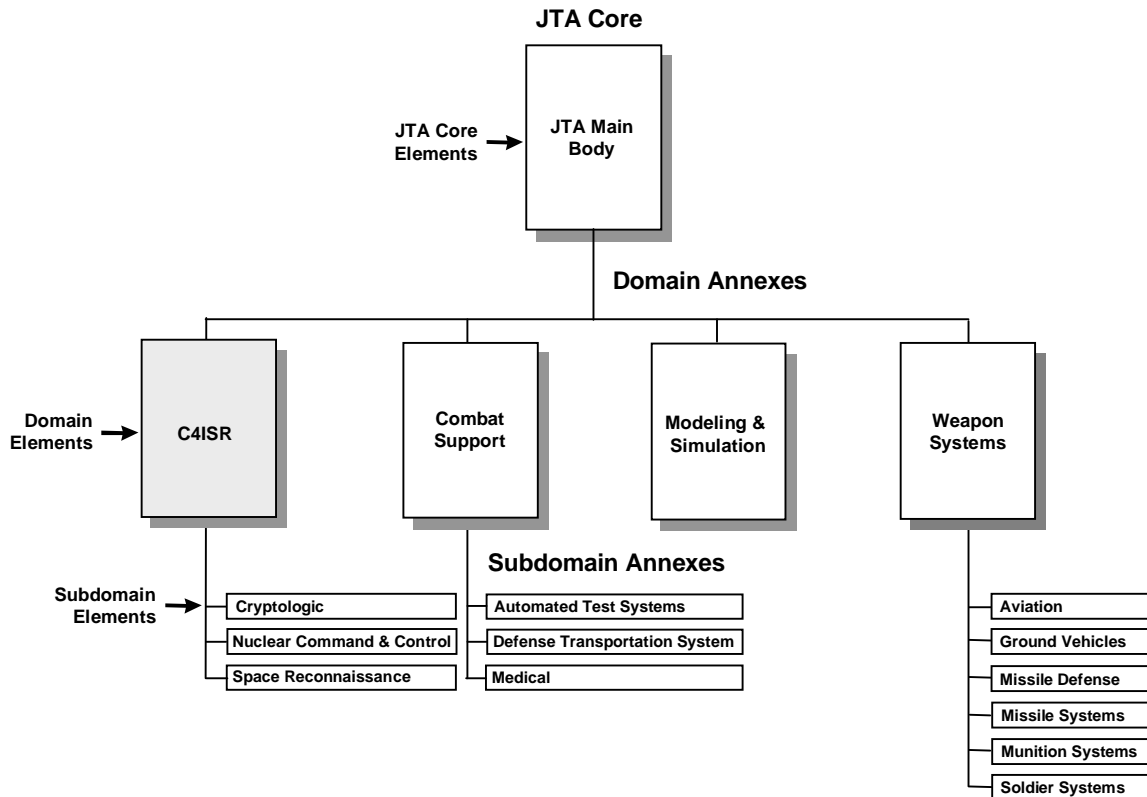 JTA Core
JTA Core
Elements
JTA Main
Body
Domain Annexes
Domain
Elements
C4ISR
Combat
Support
Modeling &
Simulation
Weapon
Systems
Subdomain Annexes
Subdomain
Elements
Cryptologic
Nuclear Command & Control
Space Reconnaissance
Automated Test Systems
Defense Transportation System
Medical
Aviation
Ground Vehicles
Missile Defense
Missile Systems
Munition Systems
Soldier Systems